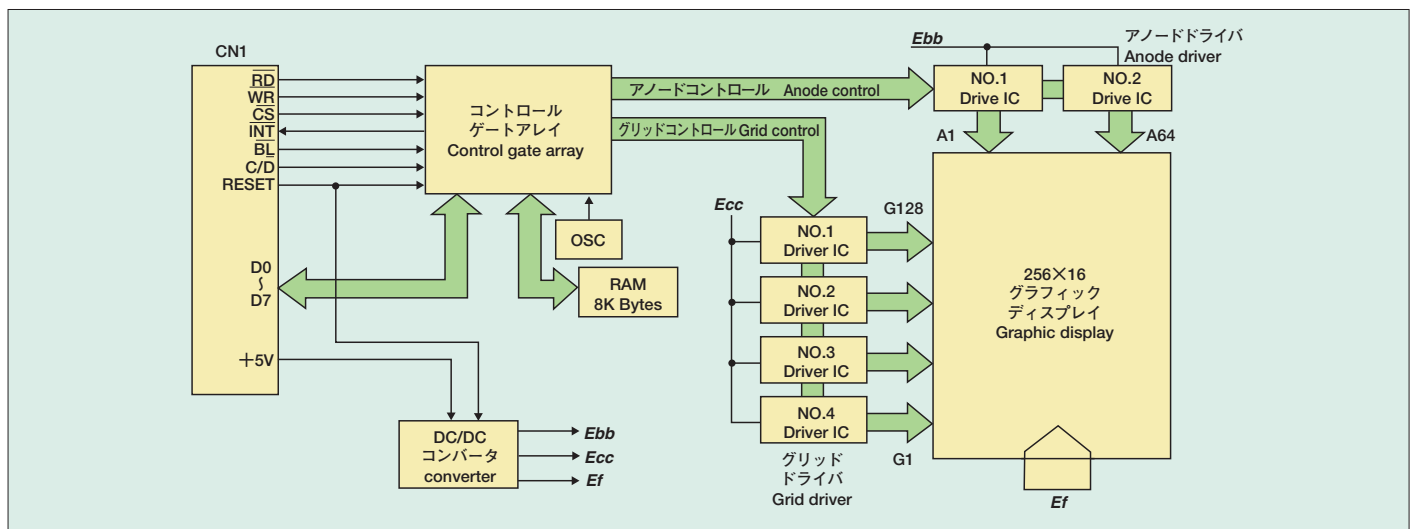 CN1
R̅D̅
WR
C̅S̅
I̅N̅T̅
B̅L̅
C/D̅
RESET
D0
〜
D7
+5V
コントロール
ゲートアレイ
Control gate array
アノードコントロール Anode control
グリッドコントロール Grid control
OSC
RAM
8K Bytes
DC/DC
コンバータ
converter
Ebb
Ecc
Ef
Ebb
アノードドライバ
Anode driver
NO.1
Drive IC
NO.2
Drive IC
A1
A64
Ecc
G128
NO.1
Driver IC
NO.2
Driver IC
NO.3
Driver IC
NO.4
Driver IC
G1
グリッド
ドライバ
Grid driver
256×16
グラフィック
ディスプレイ
Graphic display
Ef